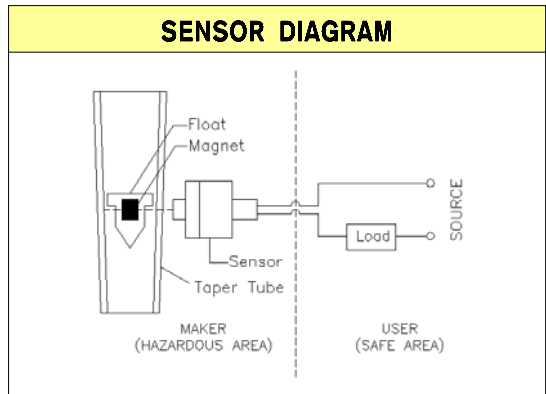 SENSOR DIAGRAM
Float
Magnet
Sensor
Taper Tube
Load
SOURCE
MAKER
(HAZARDOUS AREA)
USER
(SAFE AREA)